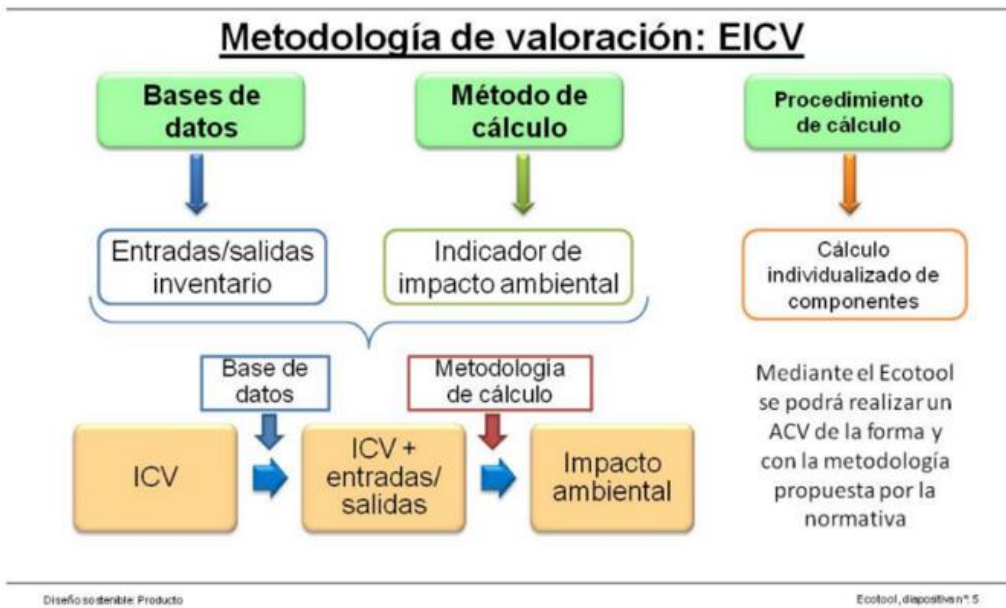 Metodología de valoración: EICV
Bases de
datos
Método de
cálculo
Procedimiento
de cálculo
Entradas/salidas
inventario
Indicador de
impacto ambiental
Cálculo
individualizado de
componentes
Base de
datos
Metodología
de cálculo
ICV
ICV +
entradas/
salidas
Impacto
ambiental
Mediante el Ecotool
se podrá realizar un
ACV de la forma y
con la metodología
propuesta por la
normativa
Diseño sostenible: Producto
Ecotool, dispositiva nº: 5